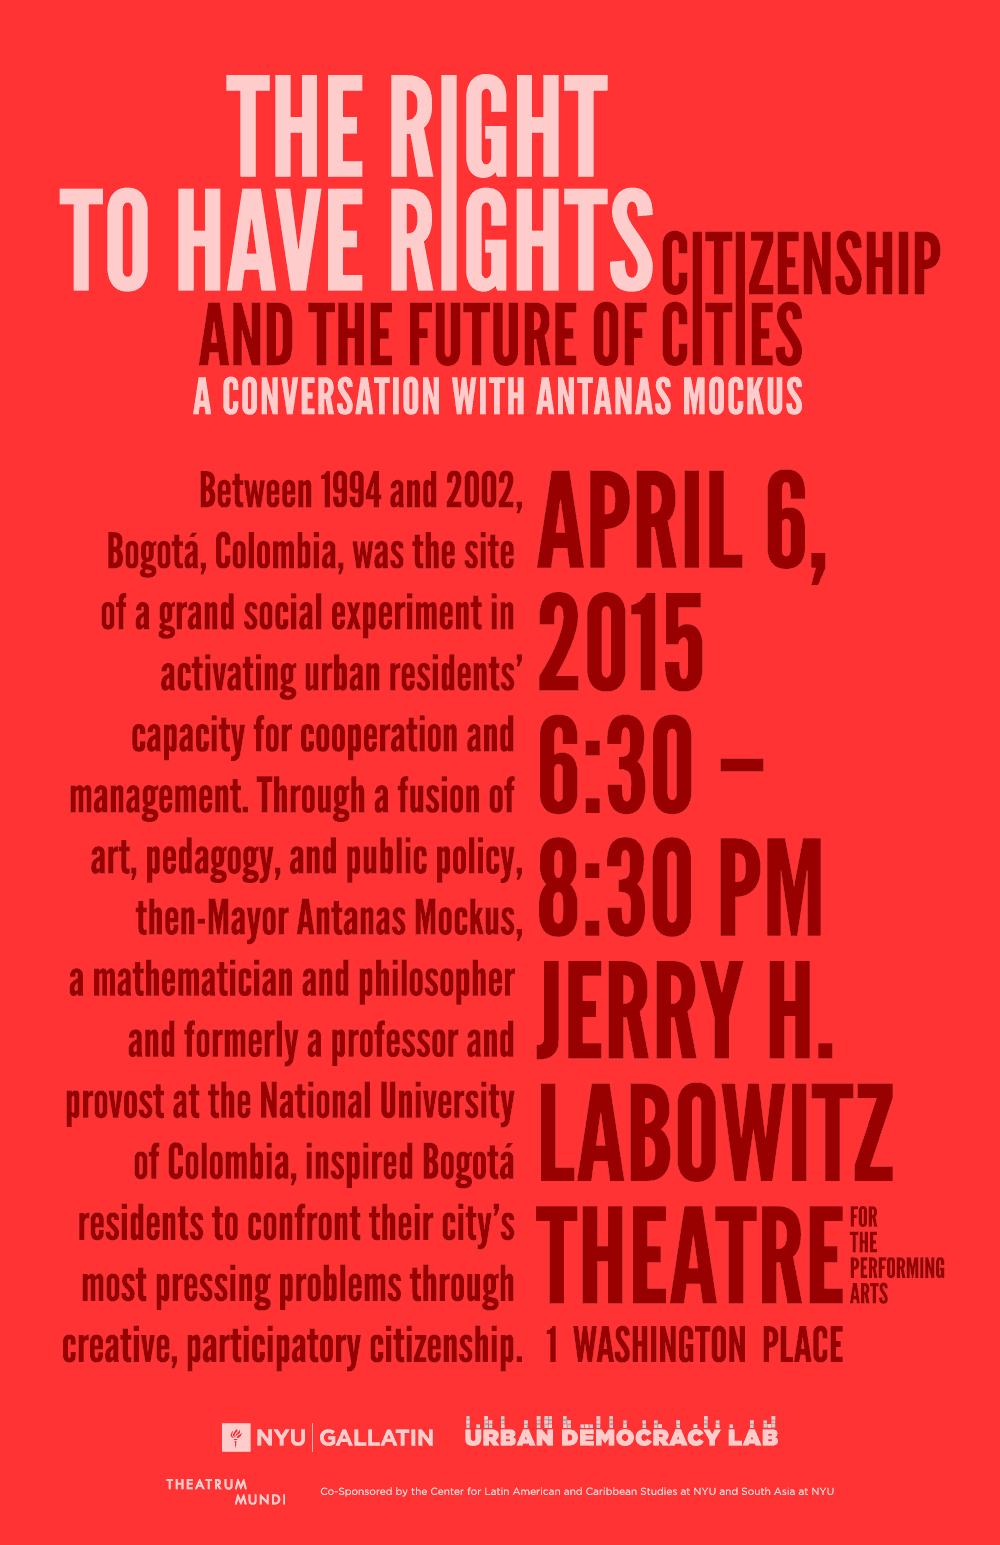 THE RIGHT
TO HAVE RIGHTS
CITIZENSHIP
AND THE FUTURE OF CITIES
A CONVERSATION WITH ANTANAS MOCKUS
Between 1994 and 2002,
Bogotá, Colombia, was the site
of a grand social experiment in
activating urban residents’
capacity for cooperation and
management. Through a fusion of
art, pedagogy, and public policy,
then-Mayor Antanas Mockus,
a mathematician and philosopher
and formerly a professor and
provost at the National University
of Colombia, inspired Bogotá
residents to confront their city’s
most pressing problems through
creative, participatory citizenship.
APRIL 6,
2015
6:30 –
8:30 PM
JERRY H.
LABOWITZ
THEATRE
FOR
THE
PERFORMING
ARTS
1 WASHINGTON PLACE
NYU | GALLATIN
URBAN DEMOCRACY LAB
THEATRUM
MUNDI
Co-Sponsored by the Center for Latin American and Caribbean Studies at NYU and South Asia at NYU